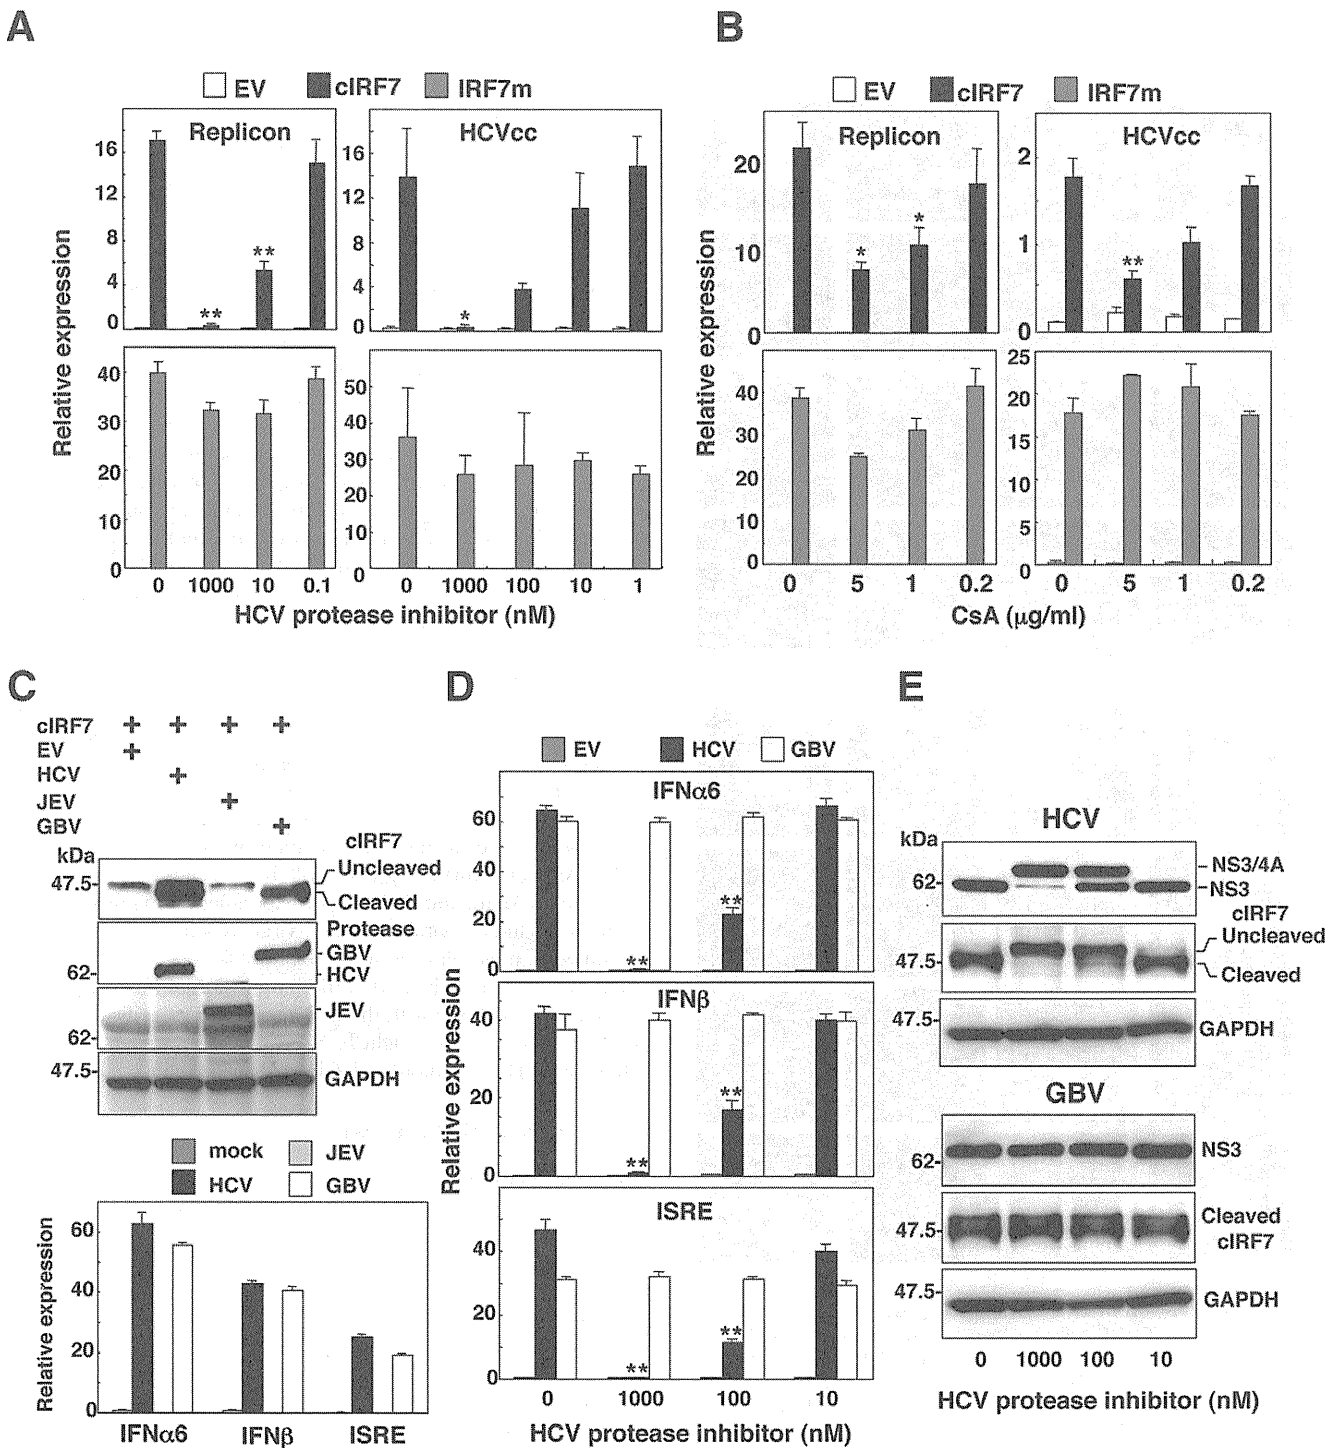 A
EV cIRF7 IRF7m
Replicon
HCVcc
Relative expression
16
12
8
4
0
**
**
16
12
8
4
0
*
40
30
20
10
0
50
40
30
20
10
0
0 1000 10 0.1
0 1000 100 10 1
HCV protease inhibitor (nM)
B
EV cIRF7 IRF7m
Replicon
HCVcc
Relative expression
20
10
0
*
*
2
1
0
**
40
30
20
10
0
25
20
15
10
5
0
0 5 1 0.2
0 5 1 0.2
CsA (μg/ml)
C
cIRF7 + + + +
EV +
HCV +
JEV +
GBV +
kDa
cIRF7
47.5
Uncleaved
Cleaved
Protease
GBV
62
HCV
JEV
62
47.5
GAPDH
mock JEV
HCV GBV
Relative expression
60
40
20
0
IFNα6 IFNβ ISRE
D
EV HCV GBV
Relative expression
IFNα6
60
40
20
0
**
**
IFNβ
40
20
0
**
**
ISRE
40
20
0
**
**
0 1000 100 10
HCV protease inhibitor (nM)
E
HCV
kDa
NS3/4A
62
NS3
cIRF7
Uncleaved
47.5
Cleaved
47.5
GAPDH
GBV
NS3
62
Cleaved
47.5
cIRF7
47.5
GAPDH
0 1000 100 10
HCV protease inhibitor (nM)